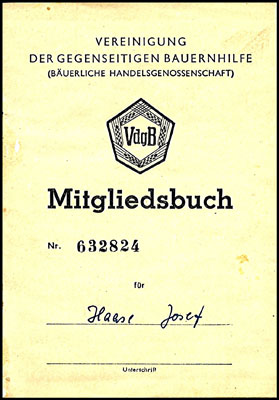 VEREINIGUNG
DER GEGENSEITIGEN BAUERNHILFE
(BÄUERLICHE HANDELSGENOSSENSCHAFT)
VdgB
Mitgliedsbuch
Nr. 632824
für
Haase Josef
Unterschrift